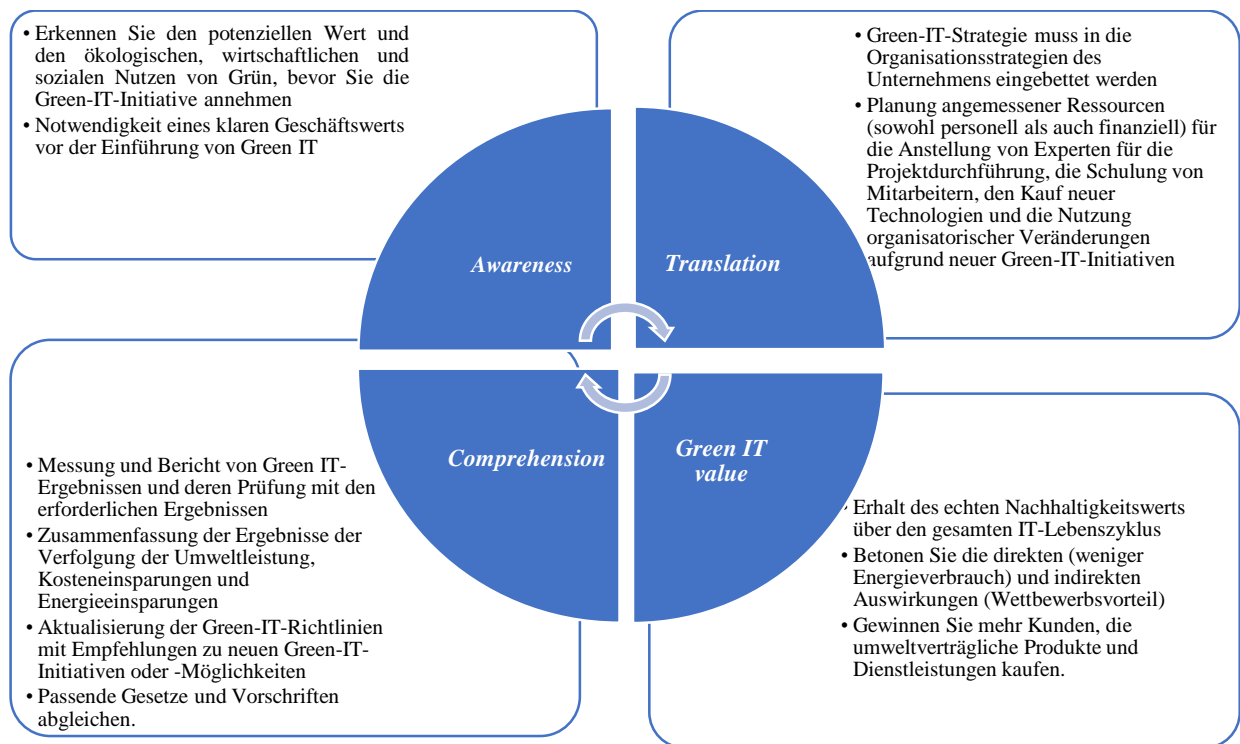 • Erkennen Sie den potenziellen Wert und
den ökologischen, wirtschaftlichen und
sozialen Nutzen von Grün, bevor Sie die
Green-IT-Initiative annehmen
• Notwendigkeit eines klaren Geschäftswerts
vor der Einführung von Green IT
• Green-IT-Strategie muss in die
Organisationsstrategien des
Unternehmens eingebettet werden
• Planung angemessener Ressourcen
(sowohl personell als auch finanziell) für
die Anstellung von Experten für die
Projektdurchführung, die Schulung von
Mitarbeitern, den Kauf neuer
Technologien und die Nutzung
organisatorischer Veränderungen
aufgrund neuer Green-IT-Initiativen
Awareness
Translation
Comprehension
Green IT
value
• Messung und Bericht von Green IT-
Ergebnissen und deren Prüfung mit den
erforderlichen Ergebnissen
• Zusammenfassung der Ergebnisse der
Verfolgung der Umweltleistung,
Kosteneinsparungen und
Energieeinsparungen
• Aktualisierung der Green-IT-Richtlinien
mit Empfehlungen zu neuen Green-IT-
Initiativen oder -Möglichkeiten
• Passende Gesetze und Vorschriften
abgleichen.
• Erhalt des echten Nachhaltigkeitswerts
über den gesamten IT-Lebenszyklus
• Betonen Sie die direkten (weniger
Energieverbrauch) und indirekten
Auswirkungen (Wettbewerbsvorteil)
• Gewinnen Sie mehr Kunden, die
umweltverträgliche Produkte und
Dienstleistungen kaufen.